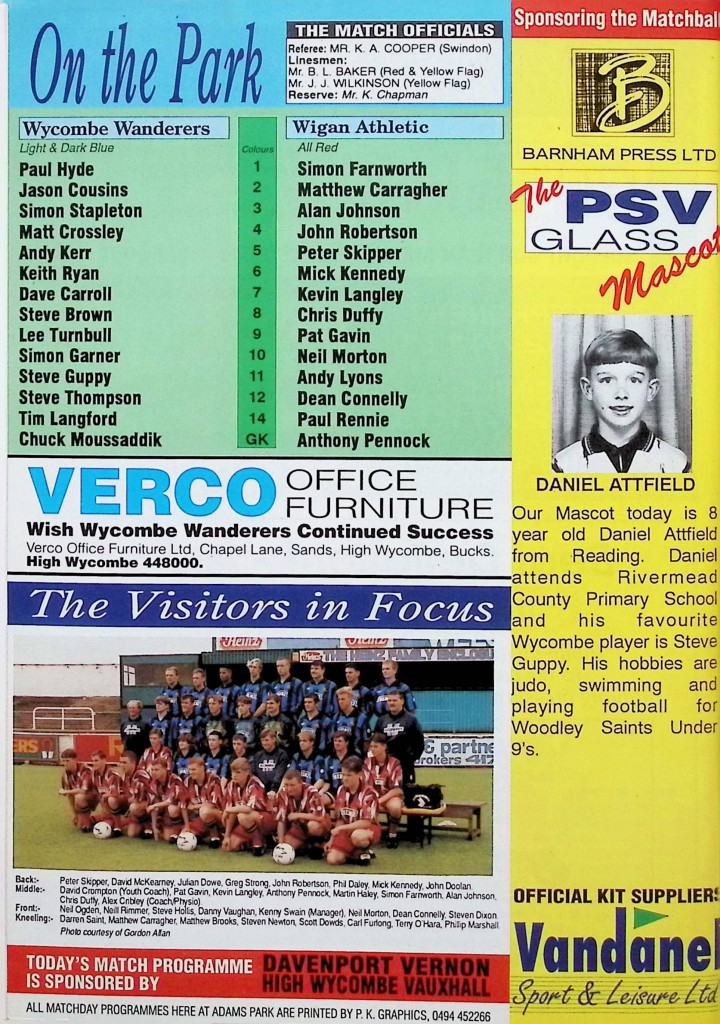 On the Park
THE MATCH OFFICIALS
Referee: MR. K. A. COOPER (Swindon)
Linesmen:
Mr. B. L. BAKER (Red & Yellow Flag)
Mr. J. J. WILKINSON (Yellow Flag)
Reserve: Mr. K. Chapman
Wycombe Wanderers
Wigan Athletic
Light & Dark Blue
Colours
All Red
Paul Hyde 1 Simon Farnworth
Jason Cousins 2 Matthew Carragher
Simon Stapleton 3 Alan Johnson
Matt Crossley 4 John Robertson
Andy Kerr 5 Peter Skipper
Keith Ryan 6 Mick Kennedy
Dave Carroll 7 Kevin Langley
Steve Brown 8 Chris Duffy
Lee Turnbull 9 Pat Gavin
Simon Garner 10 Neil Morton
Steve Guppy 11 Andy Lyons
Steve Thompson 12 Dean Connelly
Tim Langford 14 Paul Rennie
Chuck Moussaddik GK Anthony Pennock
VERCO OFFICE
FURNITURE
Wish Wycombe Wanderers Continued Success
Verco Office Furniture Ltd, Chapel Lane, Sands, High Wycombe, Bucks.
High Wycombe 448000.
The Visitors in Focus
Heinz Heinz
THE HEINZ FAMILY ENCLOS
ERS
& partne
rokers 417
Back:- Peter Skipper, David McKearney, Julian Dowe, Greg Strong, John Robertson, Phil Daley, Mick Kennedy, John Doolan.
Middle:- David Crompton (Youth Coach), Pat Gavin, Kevin Langley, Anthony Pennock, Martin Haley, Simon Farnworth, Alan Johnson,
Chris Duffy, Alex Cribley (Coach/Physio).
Front:- Neil Ogden, Neill Rimmer, Steve Hollis, Danny Vaughan, Kenny Swain (Manager), Neil Morton, Dean Connelly, Steven Dixon.
Kneeling:- Darren Saint, Matthew Carragher, Matthew Brooks, Steven Newton, Scott Dowds, Carl Furlong, Terry O'Hara, Phillip Marshall.
Photo courtesy of Gordon Allan
TODAY'S MATCH PROGRAMME
IS SPONSORED BY
DAVENPORT VERNON
HIGH WYCOMBE VAUXHALL
ALL MATCHDAY PROGRAMMES HERE AT ADAMS PARK ARE PRINTED BY P. K. GRAPHICS, 0494 452266
Sponsoring the Matchball
B
BARNHAM PRESS LTD
The
PSV
GLASS
Mascot
DANIEL ATTFIELD
Our Mascot today is 8
year old Daniel Attfield
from Reading. Daniel
attends Rivermead
County Primary School
and his favourite
Wycombe player is Steve
Guppy. His hobbies are
judo, swimming and
playing football for
Woodley Saints Under
9's.
OFFICIAL KIT SUPPLIERS
Vandanel
Sport & Leisure Ltd